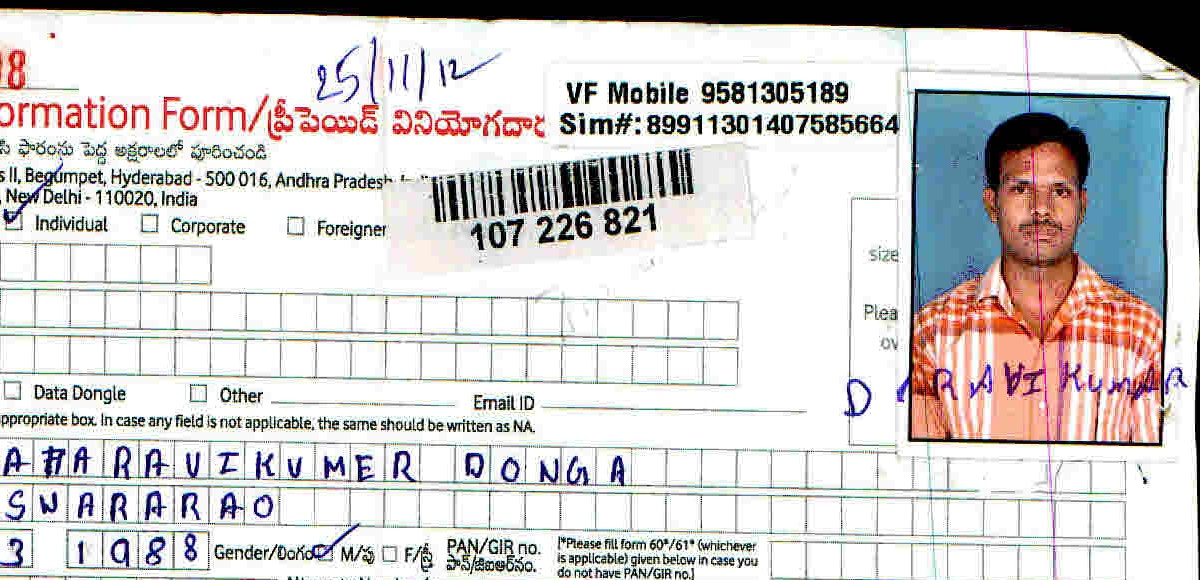 25/11/12
VF Mobile 9581305189
ormation Form/ప్రీపెయిడ్ వినియోగదార
Sim#: 89911301407585664
ఫారంను పెద్ద అక్షరాలలో పూరించండి
s II, Begumpet, Hyderabad - 500 016, Andhra Pradesh
, New Delhi - 110020, India
107 226 821
Individual Corporate Foreigner
size
Plea
ov
Data Dongle Other Email ID
D RAVI KUMAR
appropriate box. In case any field is not applicable, the same should be written as NA.
RAVIKUMER DONGA
SWARARAO
3 1988 Gender/లింగం M/పు F/స్త్రీ PAN/GIR no. [*Please fill form 60*/61* (whichever
పాన్/జిఐఆర్‌నం. is applicable) given below in case you
do not have PAN/GIR no.]